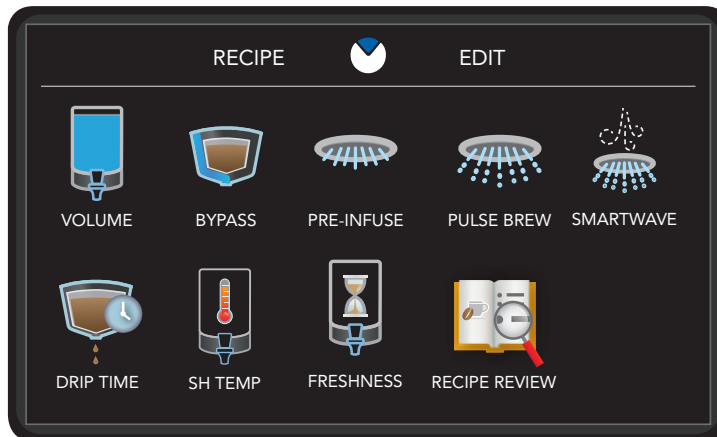 RECIPE EDIT
VOLUME BYPASS PRE-INFUSE PULSE BREW SMARTWAVE
DRIP TIME SH TEMP FRESHNESS RECIPE REVIEW